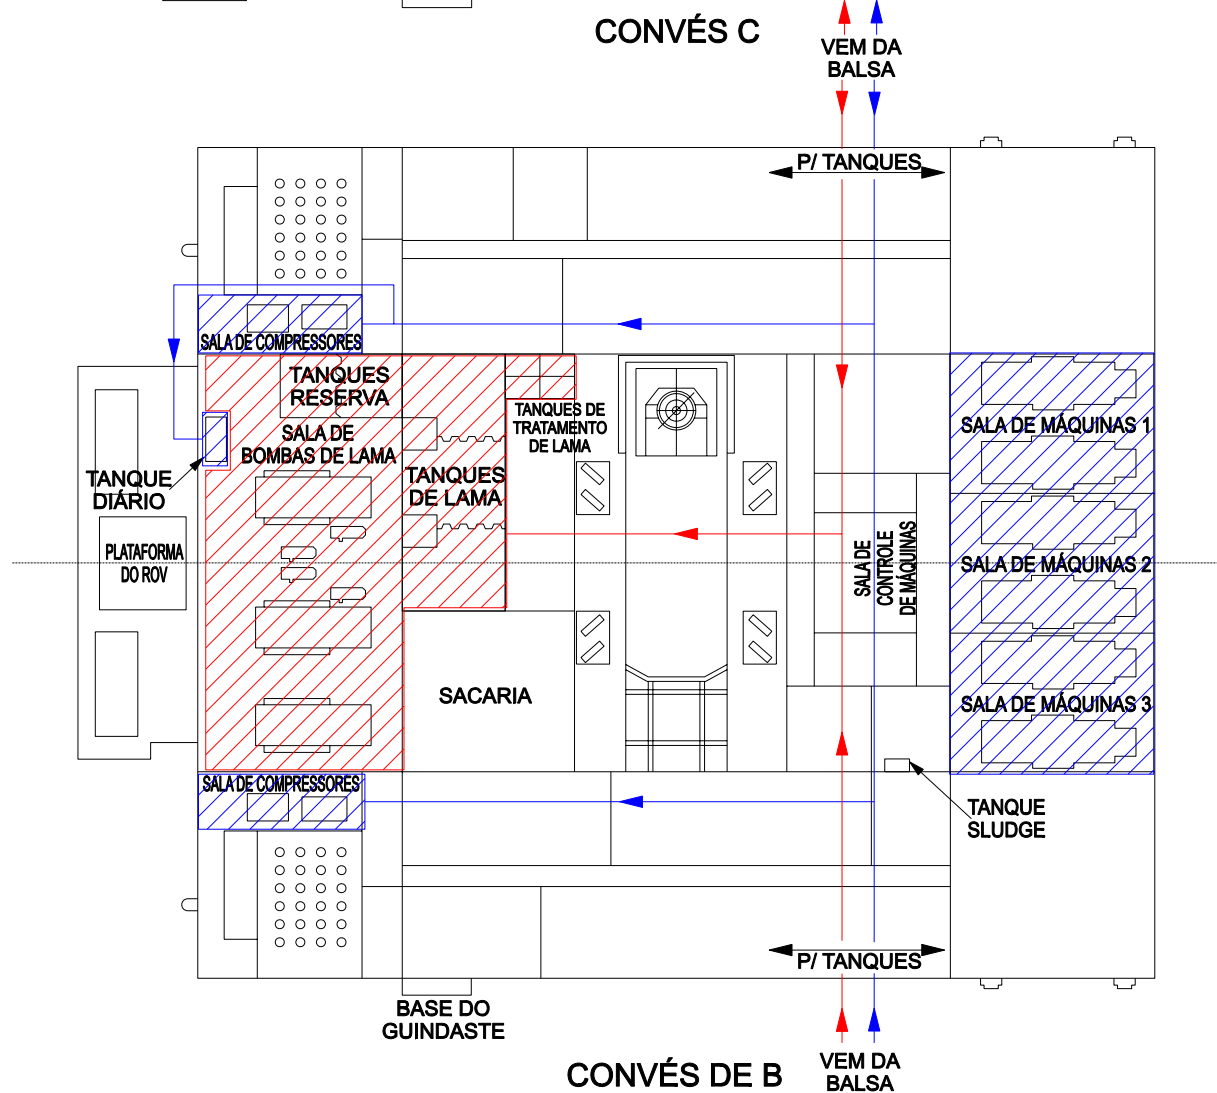 CONVÉS C
VEM DA
BALSA
P/ TANQUES
SALA DE COMPRESSORES
TANQUES
RESERVA
SALA DE
BOMBAS DE LAMA
TANQUES DE
TRATAMENTO
DE LAMA
SALA DE MÁQUINAS 1
TANQUES
DE LAMA
TANQUE
DIÁRIO
PLATAFORMA
DO ROV
SALA DE
CONTROLE
DE MÁQUINAS
SALA DE MÁQUINAS 2
SACARIA
SALA DE MÁQUINAS 3
SALA DE COMPRESSORES
TANQUE
SLUDGE
P/ TANQUES
BASE DO
GUINDASTE
CONVÉS DE B
VEM DA
BALSA